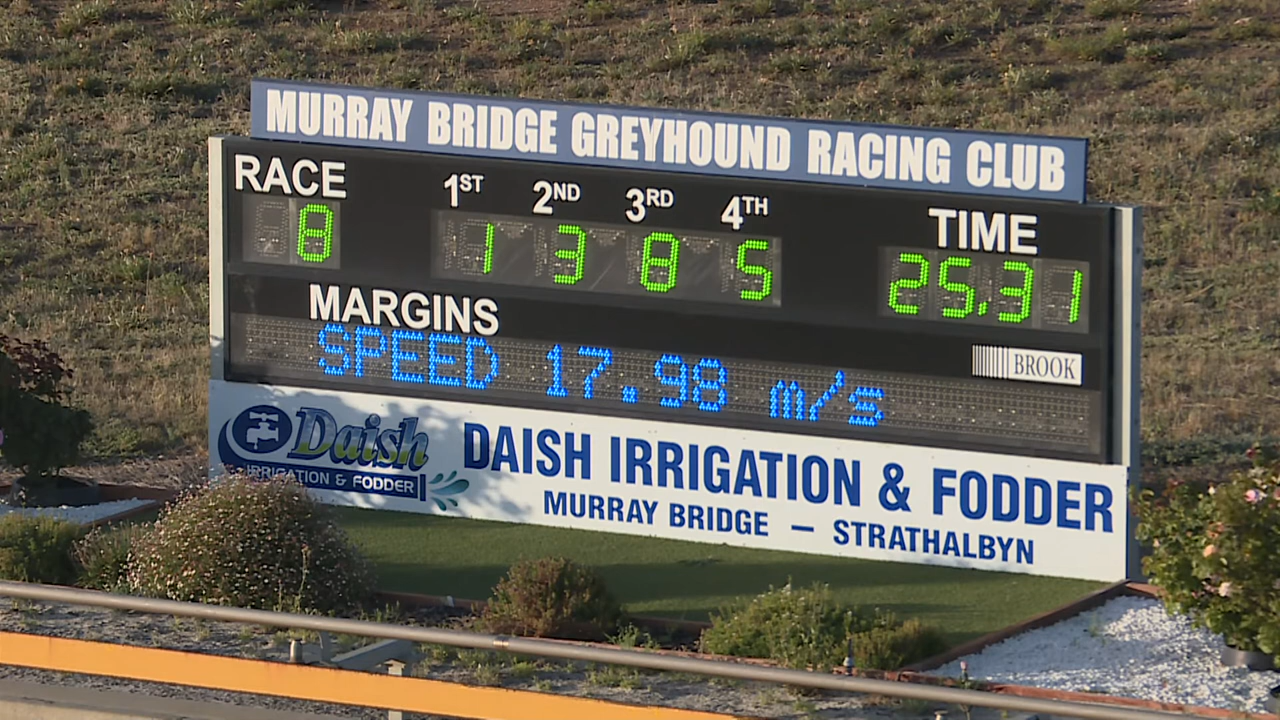 MURRAY BRIDGE GREYHOUND RACING CLUB
RACE 1ST 2ND 3RD 4TH TIME
8 1 3 8 5 25.31
MARGINS
SPEED 17.98 m/s
BROOK
Daish
IRRIGATION & FODDER
DAISH IRRIGATION & FODDER
MURRAY BRIDGE – STRATHALBYN